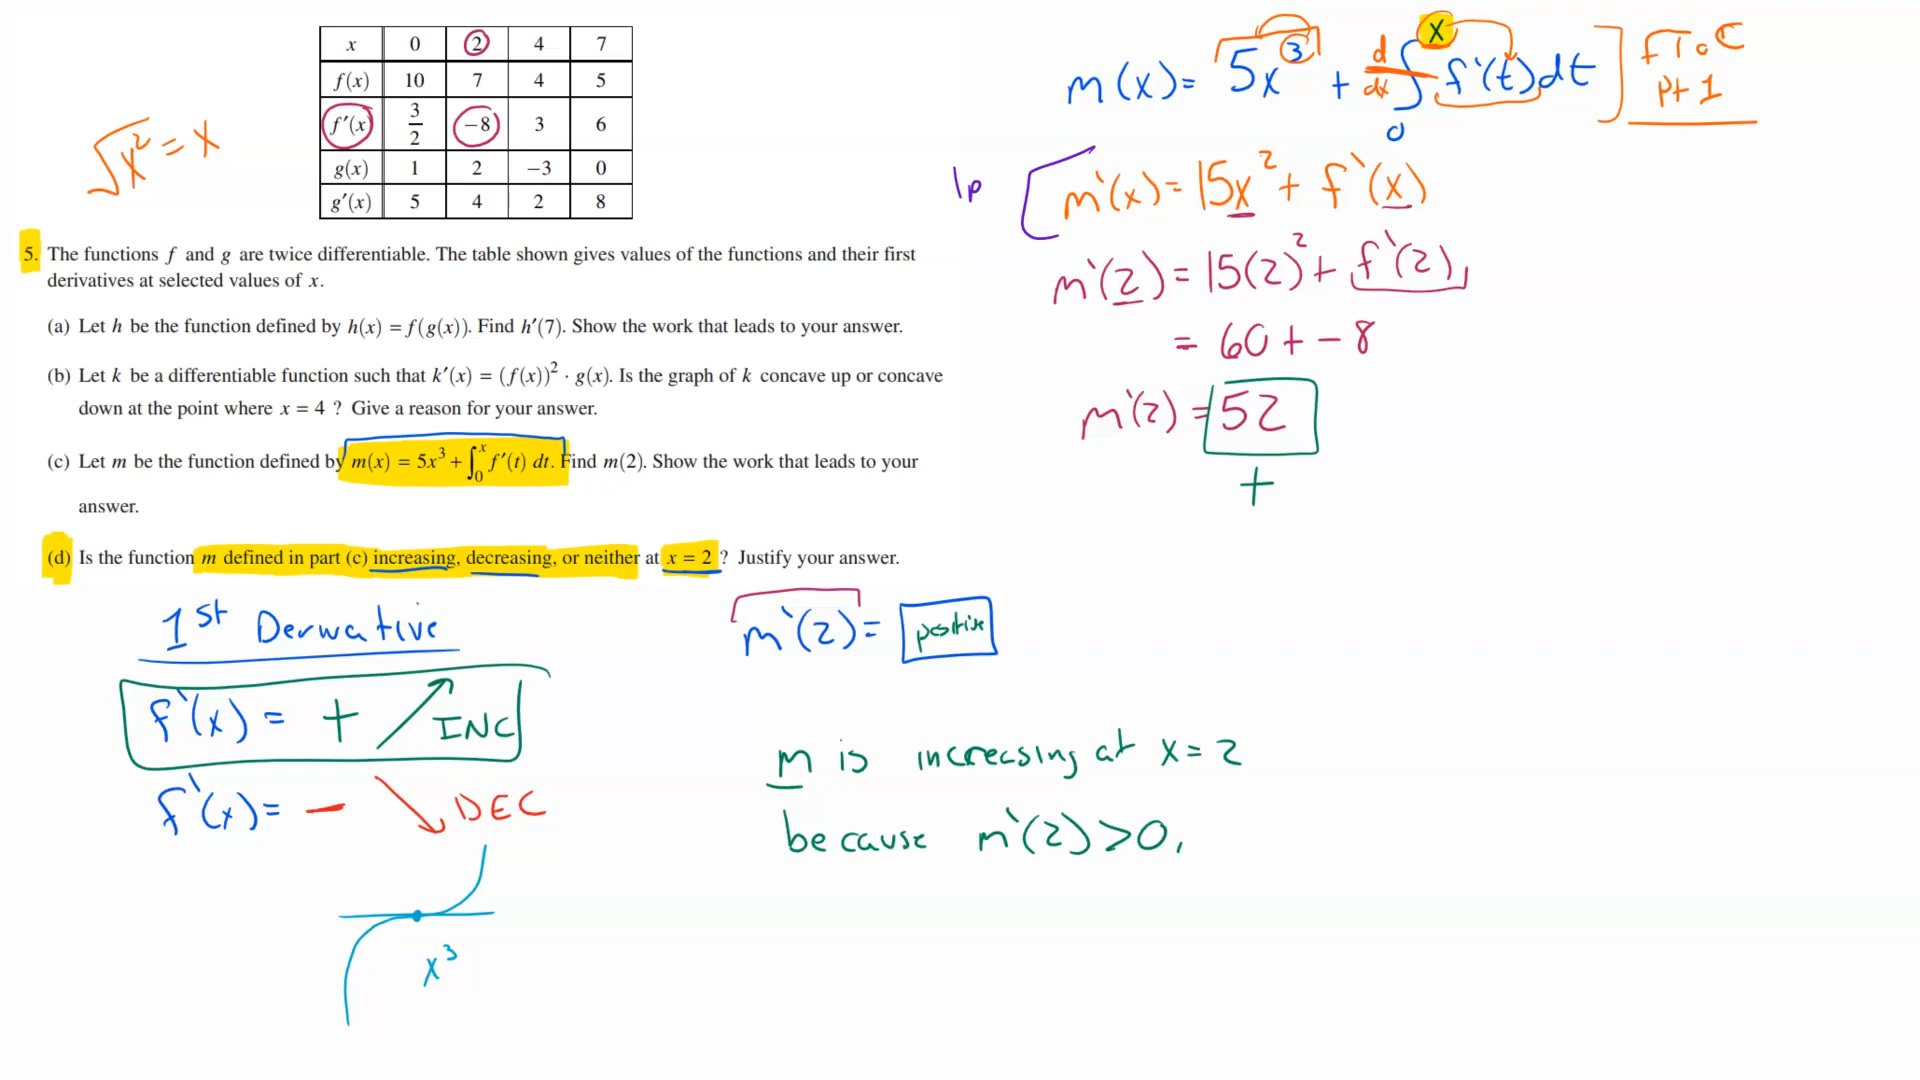 x 0 2 4 7
f(x) 10 7 4 5
f′(x) 3/2 −8 3 6
g(x) 1 2 −3 0
g′(x) 5 4 2 8
√x² = x
5. The functions f and g are twice differentiable. The table shown gives values of the functions and their first
derivatives at selected values of x.
(a) Let h be the function defined by h(x) = f(g(x)). Find h′(7). Show the work that leads to your answer.
(b) Let k be a differentiable function such that k′(x) = (f(x))² · g(x). Is the graph of k concave up or concave
down at the point where x = 4 ? Give a reason for your answer.
(c) Let m be the function defined by m(x) = 5x³ + ∫₀ˣ f′(t) dt. Find m(2). Show the work that leads to your
answer.
(d) Is the function m defined in part (c) increasing, decreasing, or neither at x = 2 ? Justify your answer.
m(x) = 5x³ + d/dx ∫₀ˣ f'(t)dt ] FToC
Pt 1
1p
m'(x) = 15x² + f'(x)
m'(2) = 15(2)² + f'(2)
= 60 + -8
m'(2) = 52
+
1st Derivative
f'(x) = + INC
f'(x) = - DEC
x³
m'(2) = positive
m is increasing at x = 2
because m'(2) > 0.